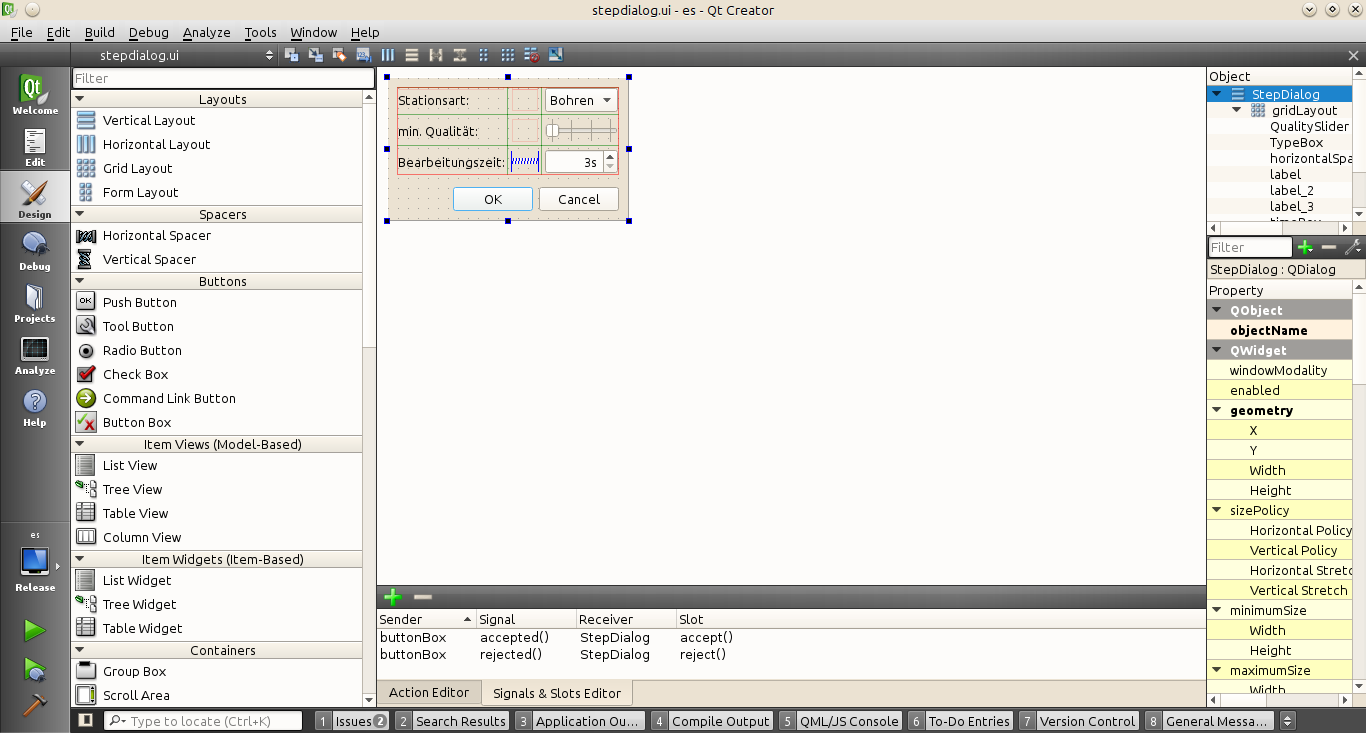 stepdialog.ui - es - Qt Creator
File Edit Build Debug Analyze Tools Window Help
stepdialog.ui
Welcome
Edit
Design
Debug
Projects
Analyze
Help
es
Release
Filter
Layouts
Vertical Layout
Horizontal Layout
Grid Layout
Form Layout
Spacers
Horizontal Spacer
Vertical Spacer
Buttons
OK Push Button
Tool Button
Radio Button
Check Box
Command Link Button
Button Box
Item Views (Model-Based)
List View
Tree View
Table View
Column View
Item Widgets (Item-Based)
List Widget
Tree Widget
Table Widget
Containers
Group Box
Scroll Area
Stationsart: Bohren
min. Qualität:
Bearbeitungszeit: 3s
OK Cancel
Sender Signal Receiver Slot
buttonBox accepted() StepDialog accept()
buttonBox rejected() StepDialog reject()
Action Editor Signals & Slots Editor
Object
StepDialog
gridLayout
QualitySlider
TypeBox
horizontalSpa
label
label_2
label_3
timeBox
Filter
StepDialog : QDialog
Property
QObject
objectName
QWidget
windowModality
enabled
geometry
X
Y
Width
Height
sizePolicy
Horizontal Policy
Vertical Policy
Horizontal Stretc
Vertical Stretch
minimumSize
Width
Height
maximumSize
Width
Type to locate (Ctrl+K) 1 Issues 2 2 Search Results 3 Application Ou... 4 Compile Output 5 QML/JS Console 6 To-Do Entries 7 Version Control 8 General Messa...